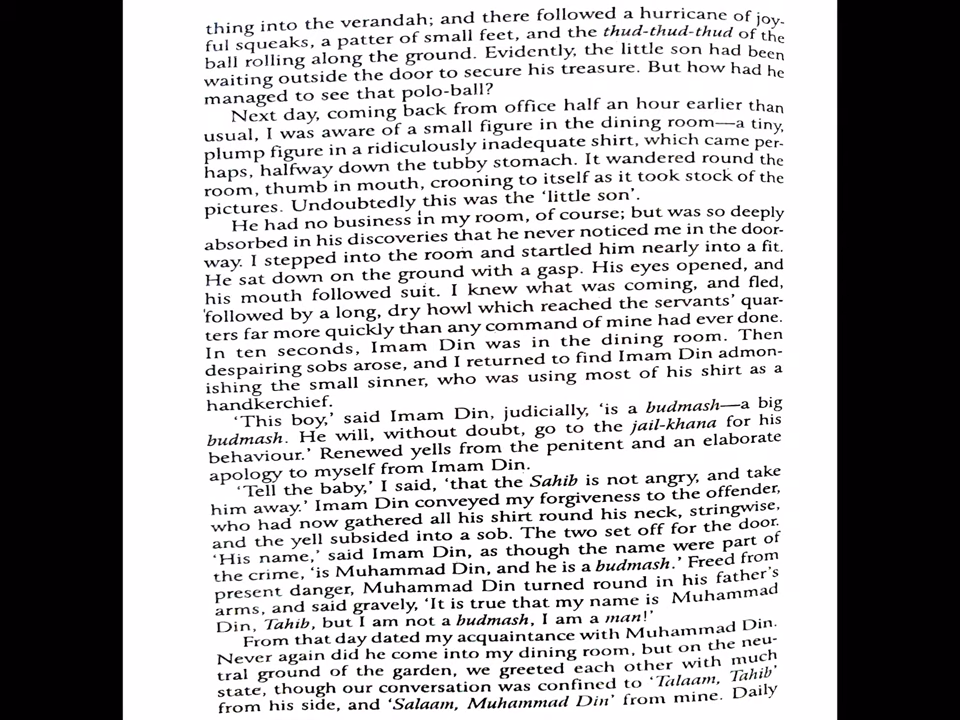 thing into the verandah; and there followed a hurricane of joy-
ful squeaks, a patter of small feet, and the thud-thud-thud of the
ball rolling along the ground. Evidently, the little son had been
waiting outside the door to secure his treasure. But how had he
managed to see that polo-ball?
Next day, coming back from office half an hour earlier than
usual, I was aware of a small figure in the dining room—a tiny,
plump figure in a ridiculously inadequate shirt, which came per-
haps, halfway down the tubby stomach. It wandered round the
room, thumb in mouth, crooning to itself as it took stock of the
pictures. Undoubtedly this was the ‘little son’.
He had no business in my room, of course; but was so deeply
absorbed in his discoveries that he never noticed me in the door-
way. I stepped into the room and startled him nearly into a fit.
He sat down on the ground with a gasp. His eyes opened, and
his mouth followed suit. I knew what was coming, and fled,
followed by a long, dry howl which reached the servants’ quar-
ters far more quickly than any command of mine had ever done.
In ten seconds, Imam Din was in the dining room. Then
despairing sobs arose, and I returned to find Imam Din admon-
ishing the small sinner, who was using most of his shirt as a
handkerchief.
‘This boy,’ said Imam Din, judicially, ‘is a budmash—a big
budmash. He will, without doubt, go to the jail-khana for his
behaviour.’ Renewed yells from the penitent and an elaborate
apology to myself from Imam Din.
‘Tell the baby,’ I said, ‘that the Sahib is not angry, and take
him away.’ Imam Din conveyed my forgiveness to the offender,
who had now gathered all his shirt round his neck, stringwise,
and the yell subsided into a sob. The two set off for the door.
‘His name,’ said Imam Din, as though the name were part of
the crime, ‘is Muhammad Din, and he is a budmash.’ Freed from
present danger, Muhammad Din turned round in his father’s
arms, and said gravely, ‘It is true that my name is Muhammad
Din, Tahib, but I am not a budmash, I am a man!’
From that day dated my acquaintance with Muhammad Din.
Never again did he come into my dining room, but on the neu-
tral ground of the garden, we greeted each other with much
state, though our conversation was confined to ‘Talaam, Tahib’
from his side, and ‘Salaam, Muhammad Din’ from mine. Daily